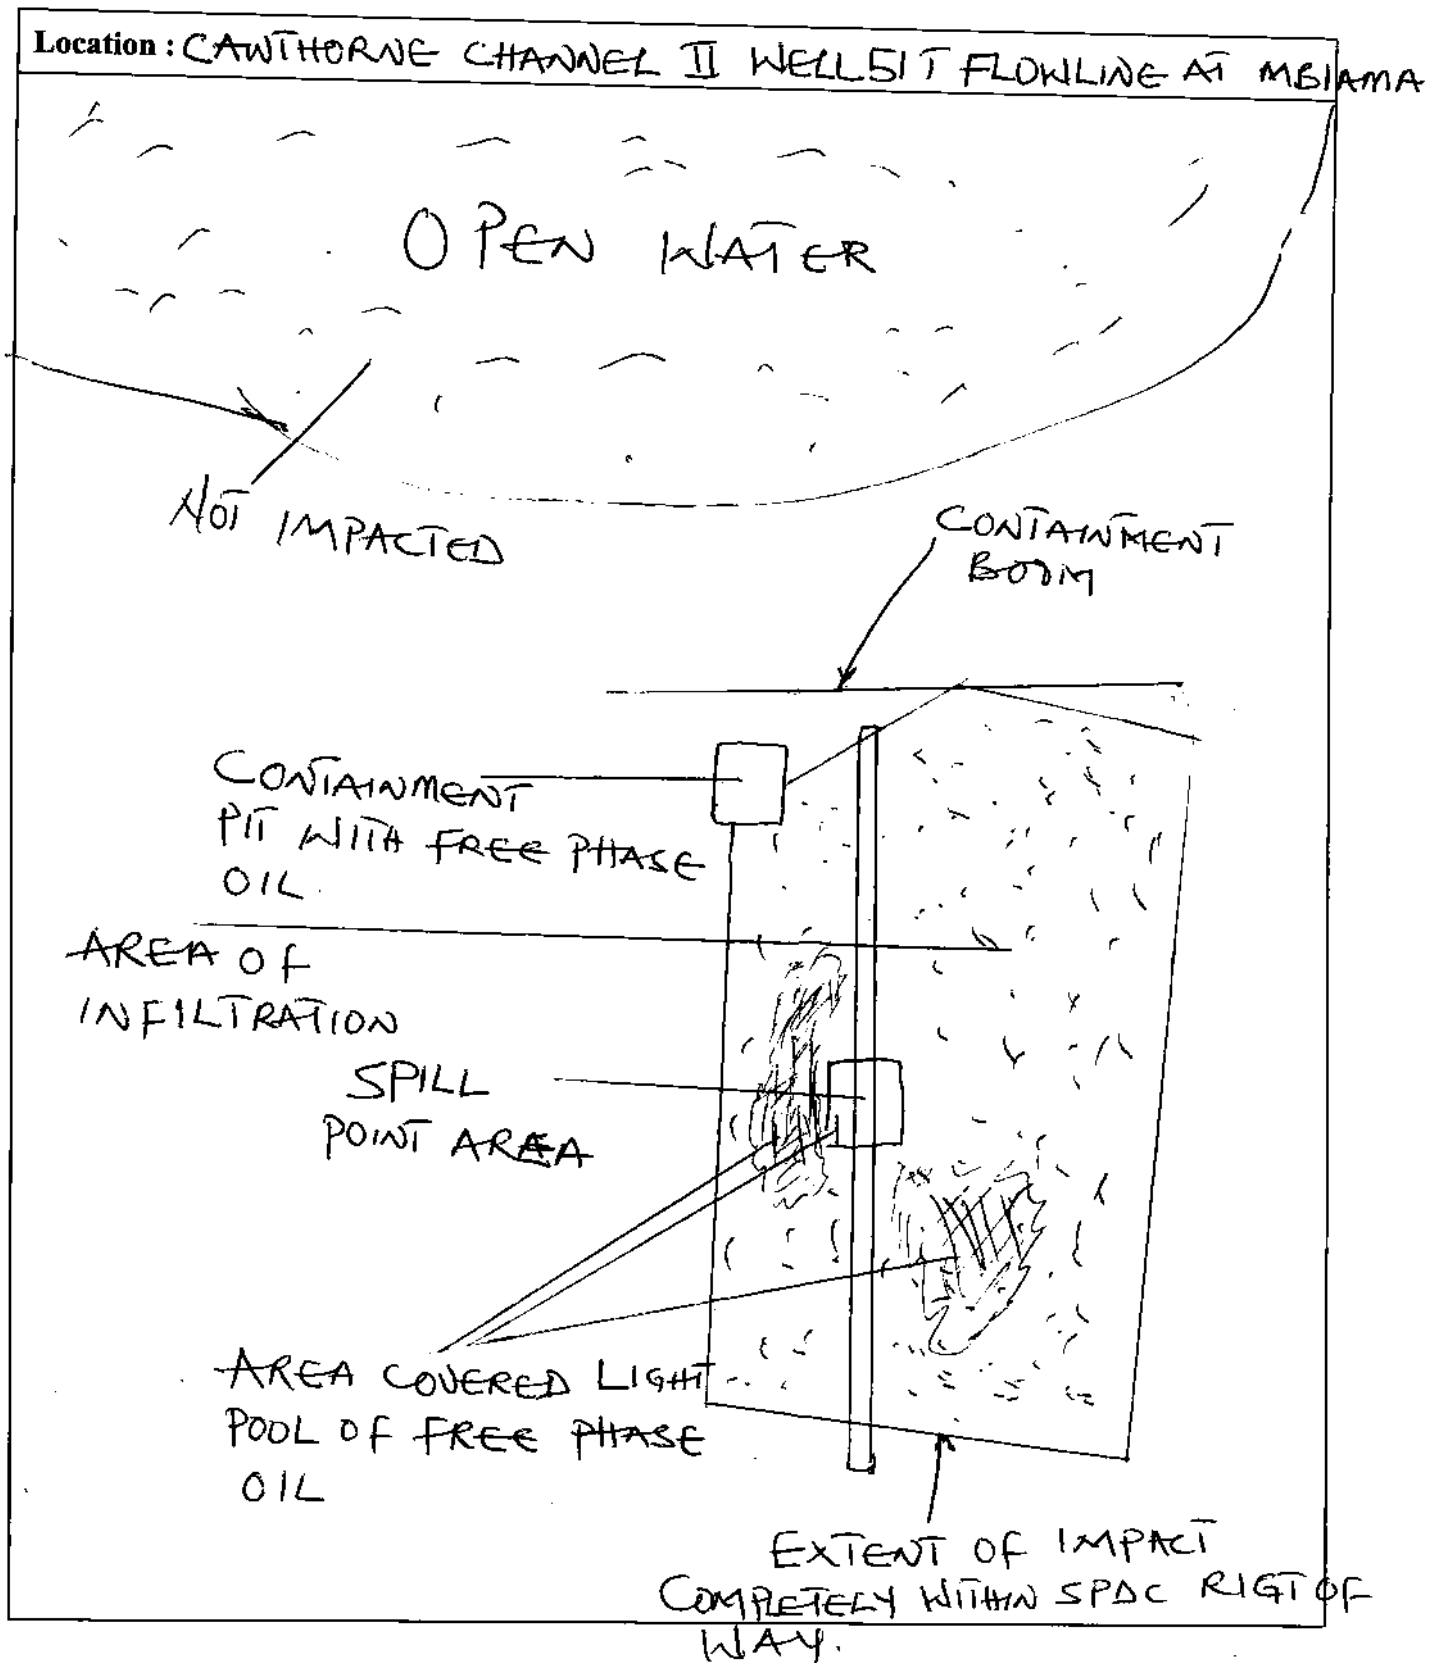 Location : CAWTHORNE CHANNEL II WELL51T FLOWLINE AT MBIAMA
OPEN WATER
NOT IMPACTED
CONTAINMENT
BOOM
CONTAINMENT
PIT WITH FREE PHASE
OIL.
AREA OF
INFILTRATION
SPILL
POINT AREA
AREA COVERED LIGHT
POOL OF FREE PHASE
OIL
EXTENT OF IMPACT
COMPLETELY WITHIN SPDC RIGT OF
WAY.